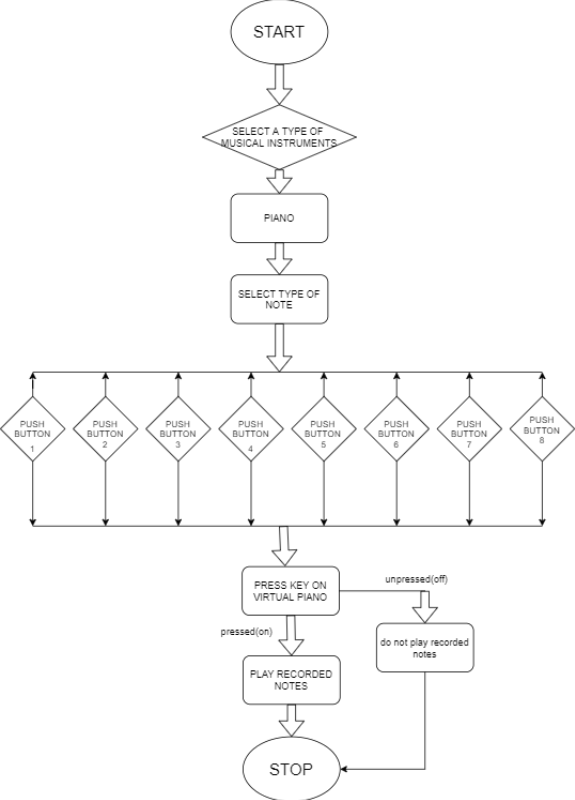 START
SELECT A TYPE OF
MUSICAL INSTRUMENTS
PIANO
SELECT TYPE OF
NOTE
PUSH
BUTTON
1
PUSH
BUTTON
2
PUSH
BUTTON
3
PUSH
BUTTON
4
PUSH
BUTTON
5
PUSH
BUTTON
6
PUSH
BUTTON
7
PUSH
BUTTON
8
PRESS KEY ON
VIRTUAL PIANO
unpressed(off)
pressed(on)
do not play recorded
notes
PLAY RECORDED
NOTES
STOP